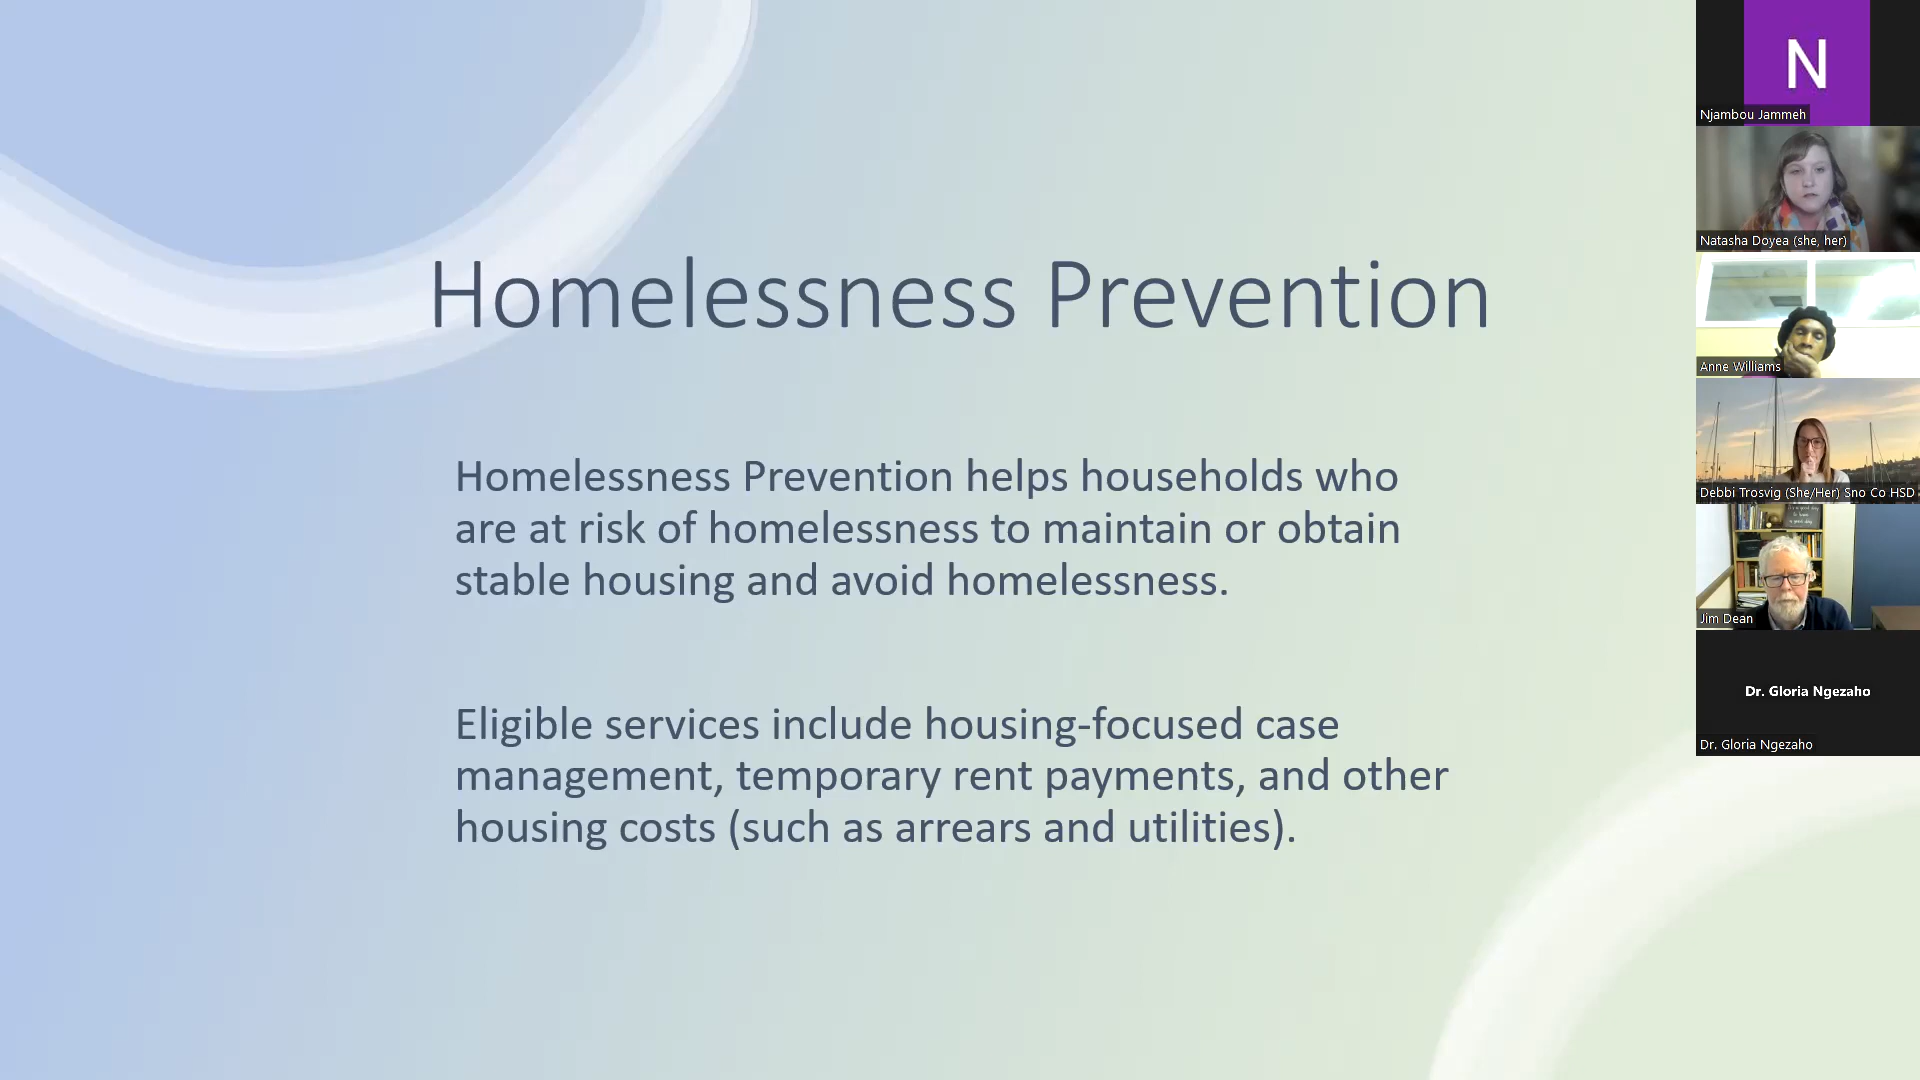 Homelessness Prevention
Homelessness Prevention helps households who
are at risk of homelessness to maintain or obtain
stable housing and avoid homelessness.
Eligible services include housing-focused case
management, temporary rent payments, and other
housing costs (such as arrears and utilities).
N
Njambou Jammeh
Natasha Doyea (she, her)
Anne Williams
Debbi Trosvig (She/Her) Sno Co HSD
Jim Dean
Dr. Gloria Ngezaho
Dr. Gloria Ngezaho